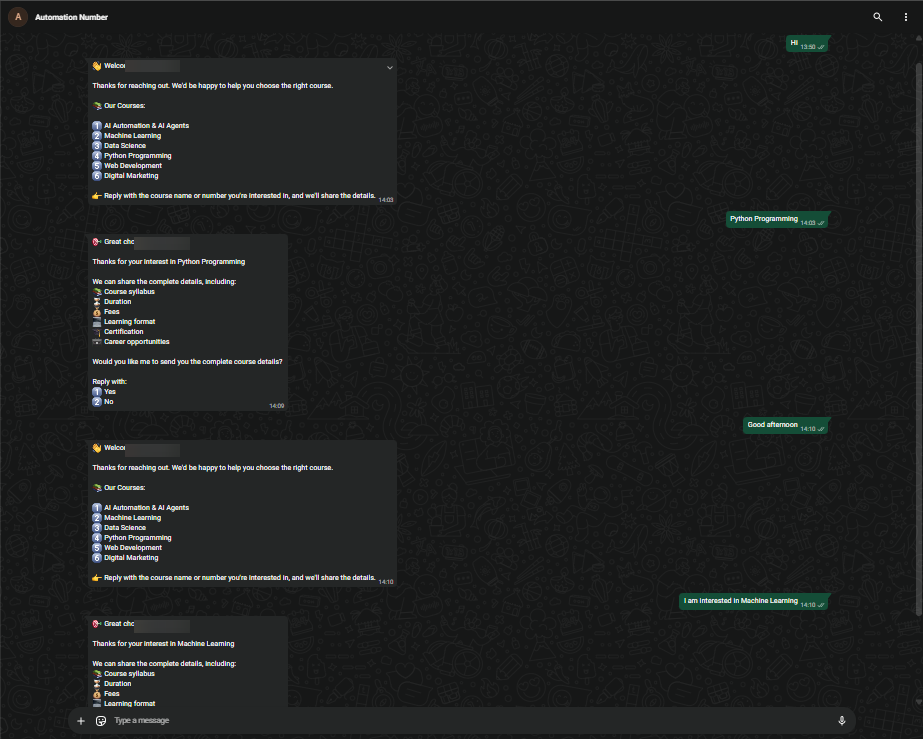 A
Automation Number
Hi 13:50
👋 Welco
Thanks for reaching out. We'd be happy to help you choose the right course.
📚 Our Courses:
1️⃣ AI Automation & AI Agents
2️⃣ Machine Learning
3️⃣ Data Science
4️⃣ Python Programming
5️⃣ Web Development
6️⃣ Digital Marketing
👉 Reply with the course name or number you're interested in, and we'll share the details. 14:03
Python Programming 14:03
🎯 Great cho
Thanks for your interest in Python Programming
We can share the complete details, including:
📚 Course syllabus
⏳ Duration
💰 Fees
💻 Learning format
🎓 Certification
💼 Career opportunities
Would you like me to send you the complete course details?
Reply with:
1️⃣ Yes
2️⃣ No
14:09
Good afternoon 14:10
👋 Welco
Thanks for reaching out. We'd be happy to help you choose the right course.
📚 Our Courses:
1️⃣ AI Automation & AI Agents
2️⃣ Machine Learning
3️⃣ Data Science
4️⃣ Python Programming
5️⃣ Web Development
6️⃣ Digital Marketing
👉 Reply with the course name or number you're interested in, and we'll share the details. 14:10
I am interested in Machine Learning 14:10
🎯 Great cho
Thanks for your interest in Machine Learning
We can share the complete details, including:
📚 Course syllabus
⏳ Duration
💰 Fees
💻 Learning format
Type a message